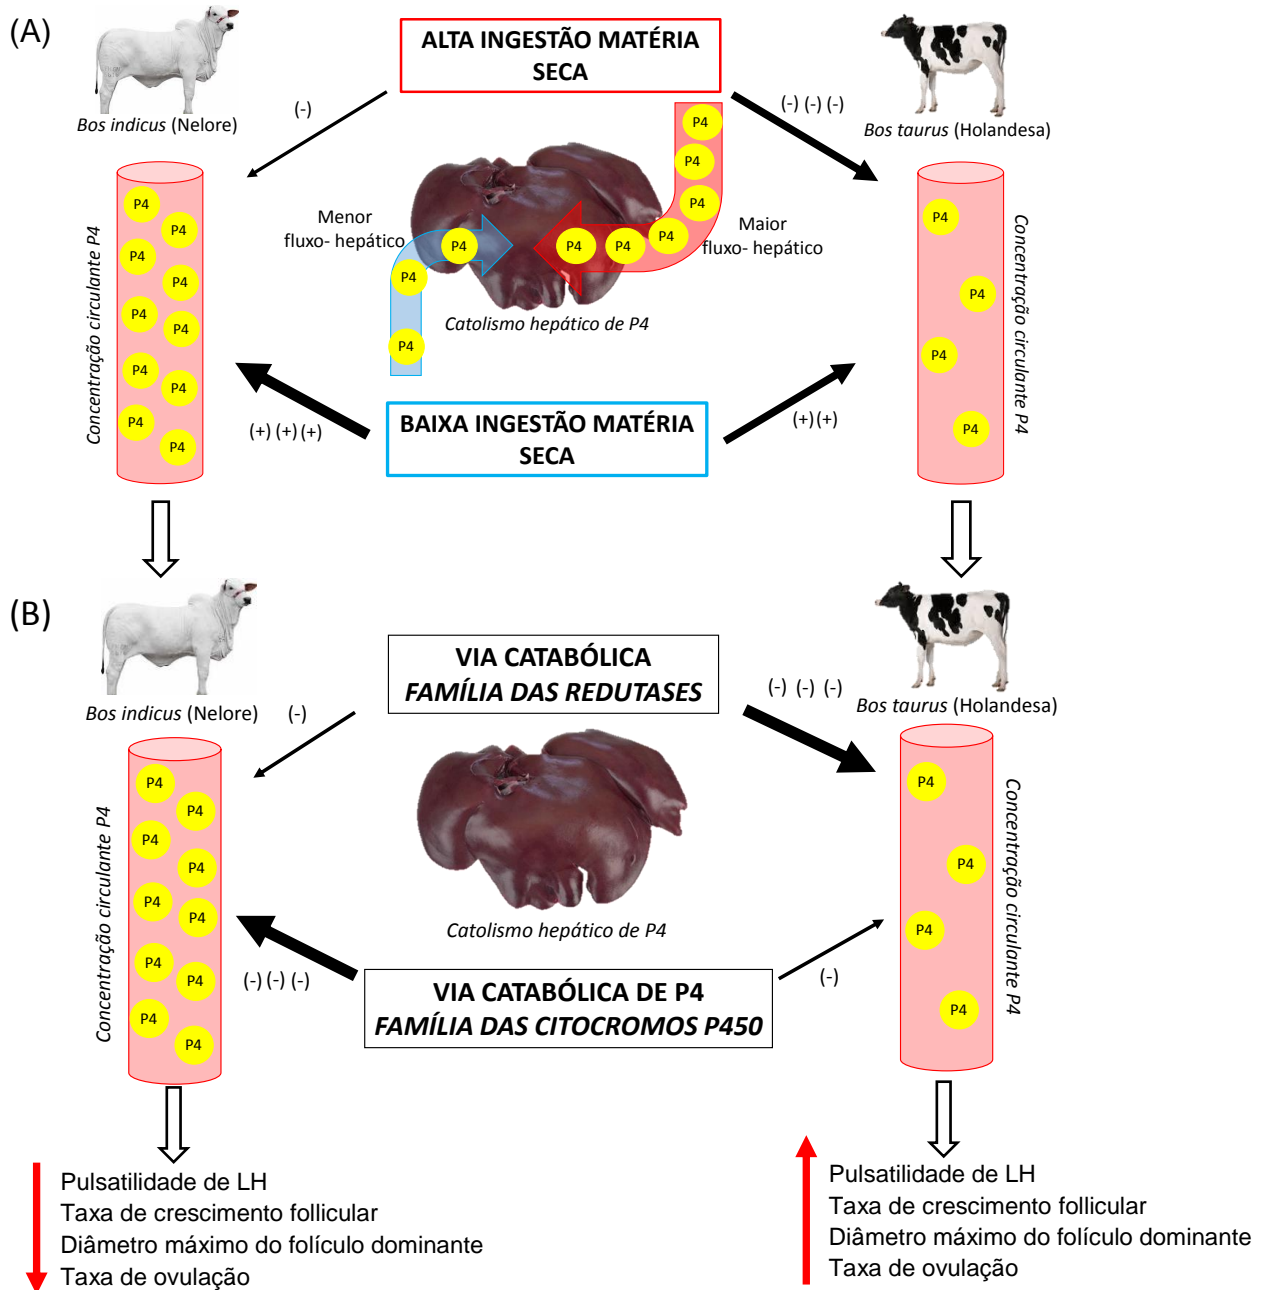 (A)
ALTA INGESTÃO MATÉRIA
SECA
(-)
(-) (-) (-)
Bos indicus (Nelore)
Bos taurus (Holandesa)
P4
P4
P4
P4
P4
P4
P4
P4
P4
P4
Concentração circulante P4
Menor
fluxo- hepático
P4
P4
P4
P4
P4
P4
P4
P4
P4
P4
Maior
fluxo- hepático
Catolismo hepático de P4
P4
P4
P4
P4
Concentração circulante P4
(+) (+) (+)
BAIXA INGESTÃO MATÉRIA
SECA
(+) (+)
(B)
VIA CATABÓLICA
FAMÍLIA DAS REDUTASES
(-)
(-) (-) (-)
Bos indicus (Nelore)
Bos taurus (Holandesa)
P4
P4
P4
P4
P4
P4
P4
P4
P4
P4
Concentração circulante P4
Catolismo hepático de P4
P4
P4
P4
P4
Concentração circulante P4
(-) (-) (-)
VIA CATABÓLICA DE P4
FAMÍLIA DAS CITOCROMOS P450
(-)
Pulsatilidade de LH
Taxa de crescimento follicular
Diâmetro máximo do folículo dominante
Taxa de ovulação
Pulsatilidade de LH
Taxa de crescimento follicular
Diâmetro máximo do folículo dominante
Taxa de ovulação